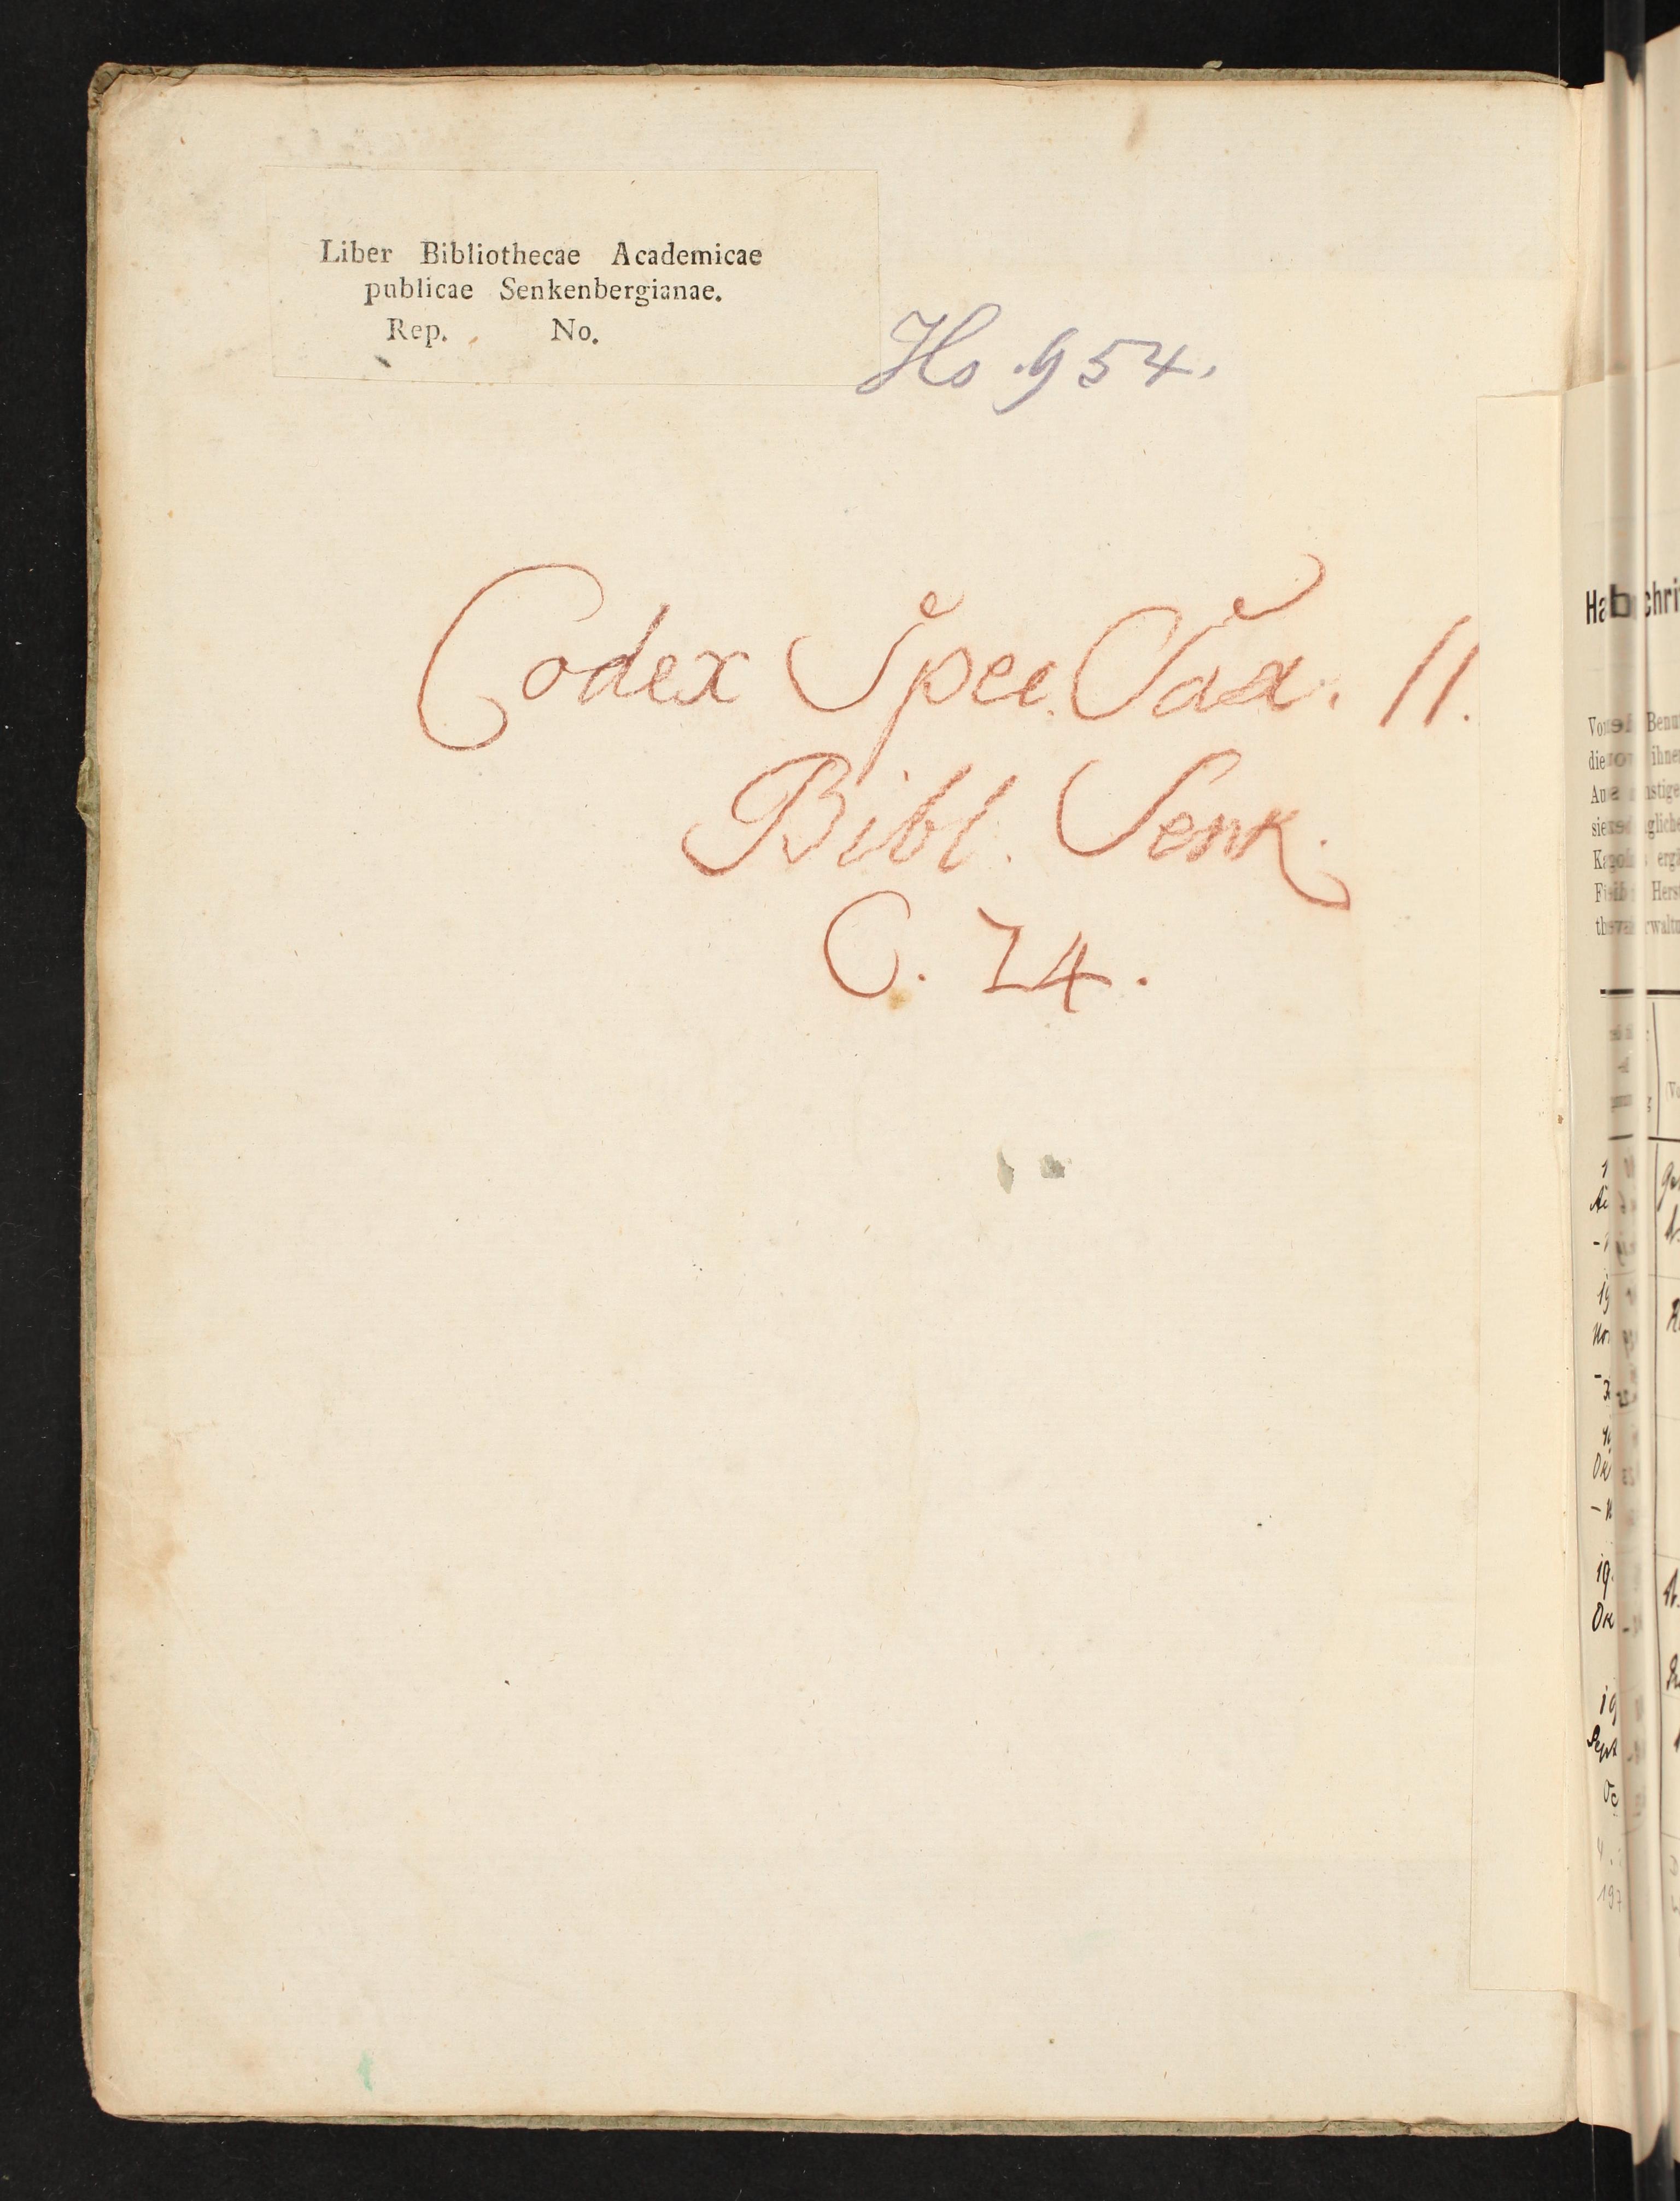 Liber Bibliothecae Academicae
publicae Senkenbergianae.
Rep. No.
Hs. 954.
Codex Spec. Sax. 11.
Bibl. Senk.
C. 24.